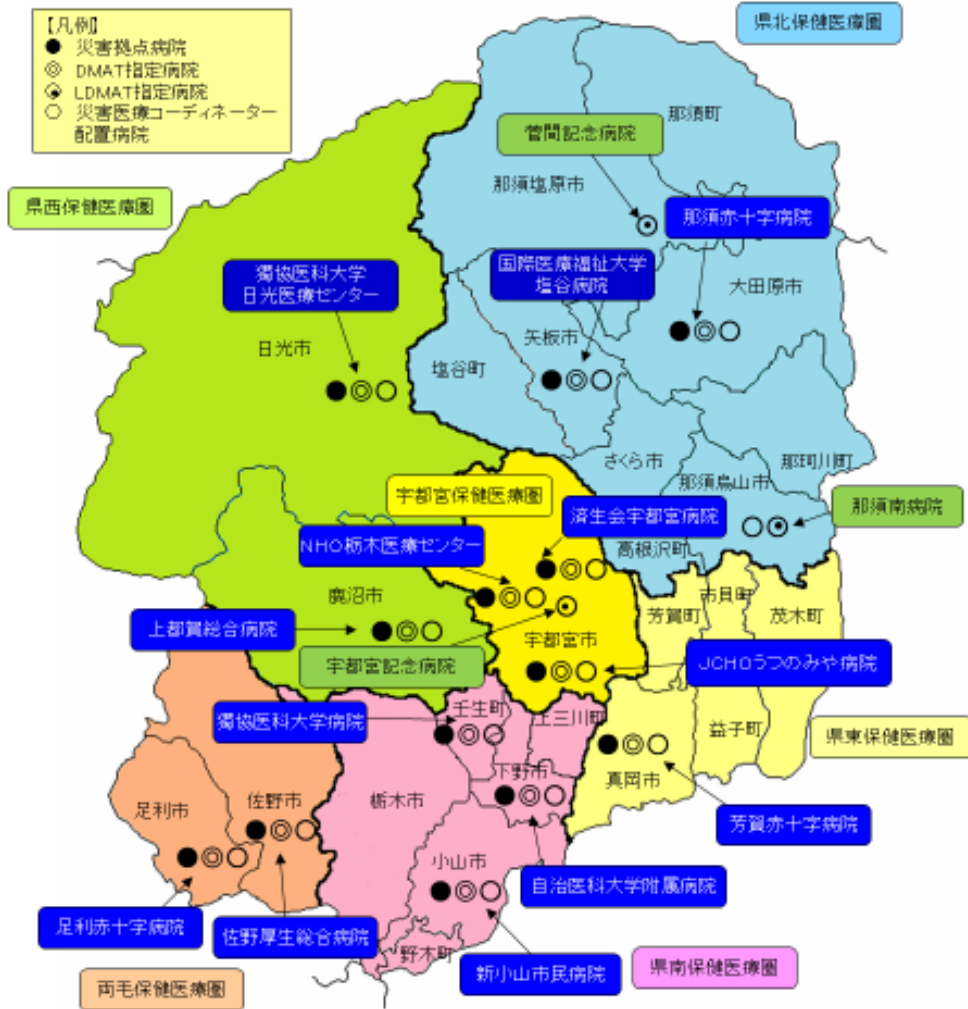 【凡例】
● 災害拠点病院
◎ DMAT指定病院
LDMAT指定病院
○ 災害医療コーディネーター
配置病院
県北保健医療圏
那須町
菅間記念病院
那須塩原市
県西保健医療圏
那須赤十字病院
国際医療福祉大学
塩谷病院
獨協医科大学
日光医療センター
大田原市
日光市
矢板市
塩谷町
さくら市
那珂川町
那須烏山市
宇都宮保健医療圏
済生会宇都宮病院
那須南病院
NHO栃木医療センター
高根沢町
鹿沼市
芳賀町
市貝町
茂木町
上都賀総合病院
宇都宮市
宇都宮記念病院
JCHOうつのみや病院
獨協医科大学病院
壬生町
上三川町
益子町
県東保健医療圏
下野市
真岡市
足利市
佐野市
栃木市
芳賀赤十字病院
小山市
自治医科大学附属病院
足利赤十字病院
佐野厚生総合病院
野木町
新小山市民病院
県南保健医療圏
両毛保健医療圏